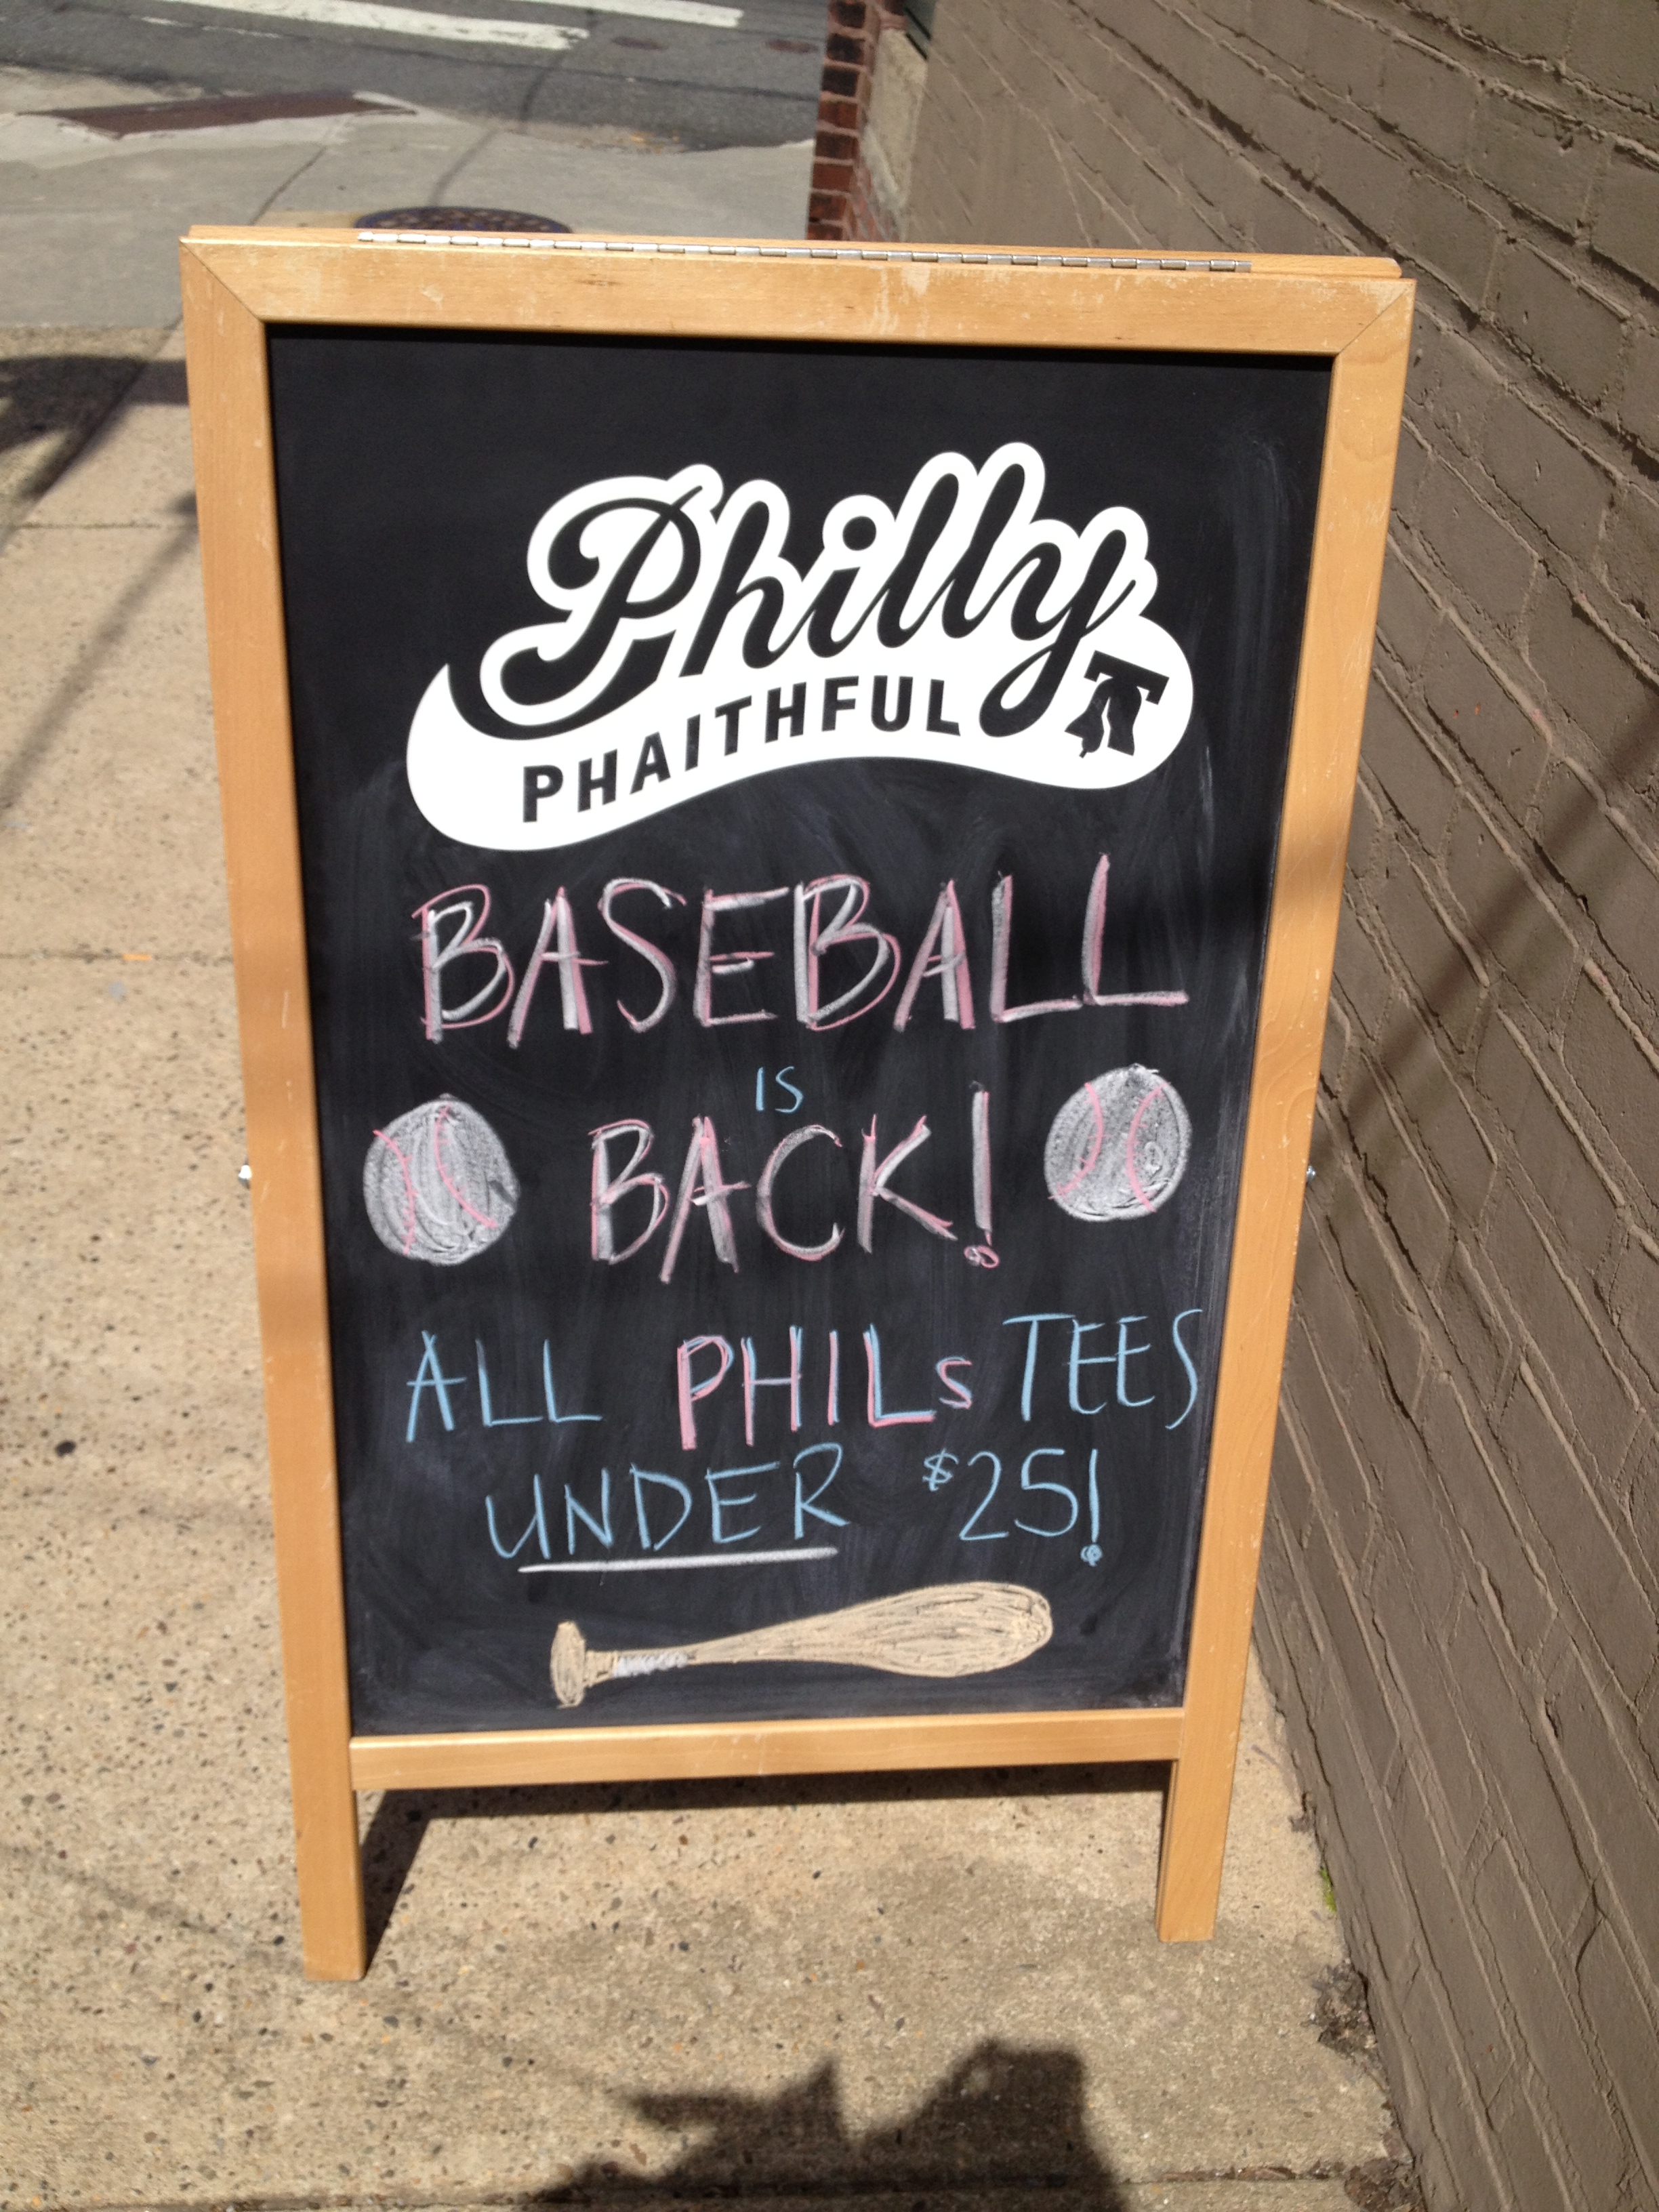 Philly
PHAITHFUL
BASEBALL
IS
BACK!
ALL PHILs TEES
UNDER $25!